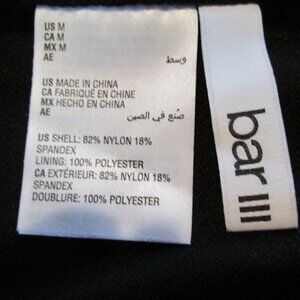 US M
CA M
MX M
AE وسط
US MADE IN CHINA
CA FABRIQUÉ EN CHINE
MX HECHO EN CHINA
AE صنع في الصين
US SHELL: 82% NYLON 18%
SPANDEX
LINING: 100% POLYESTER
CA EXTÉRIEUR: 82% NYLON 18%
SPANDEX
DOUBLURE: 100% POLYESTER
bar III